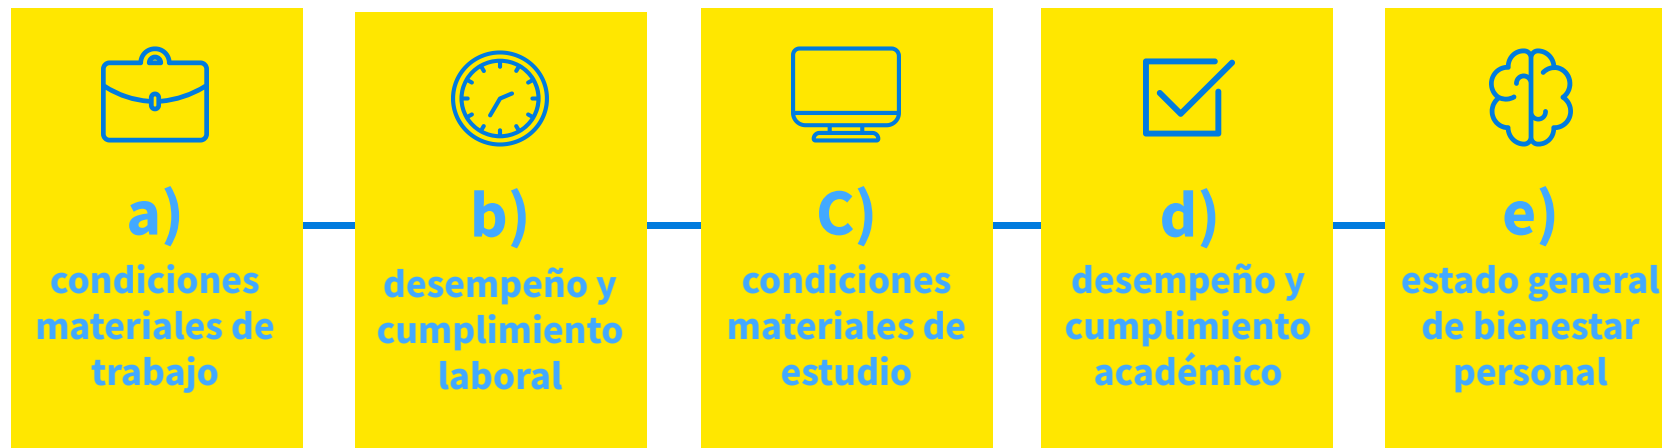 a)
condiciones
materiales de
trabajo
b)
desempeño y
cumplimiento
laboral
C)
condiciones
materiales de
estudio
d)
desempeño y
cumplimiento
académico
e)
estado general
de bienestar
personal